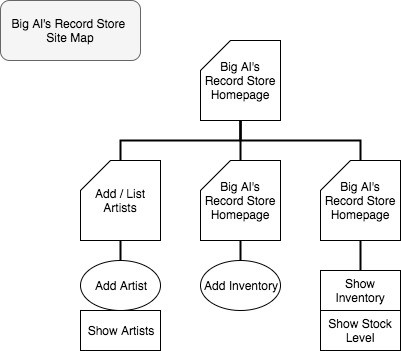 Big Al's Record Store
Site Map
Big Al's
Record Store
Homepage
Add / List
Artists
Big Al's
Record Store
Homepage
Big Al's
Record Store
Homepage
Add Artist
Show Artists
Add Inventory
Show
Inventory
Show Stock
Level